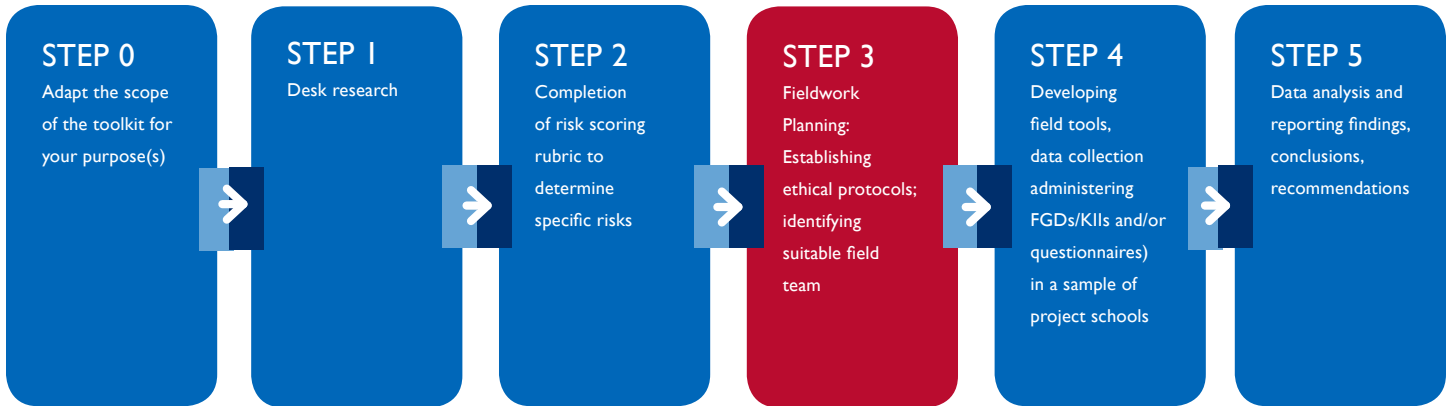 STEP 0
Adapt the scope
of the toolkit for
your purpose(s)
STEP 1
Desk research
STEP 2
Completion
of risk scoring
rubric to
determine
specific risks
STEP 3
Fieldwork
Planning:
Establishing
ethical protocols;
identifying
suitable field
team
STEP 4
Developing
field tools,
data collection
administering
FGDs/KIIs and/or
questionnaires)
in a sample of
project schools
STEP 5
Data analysis and
reporting findings,
conclusions,
recommendations